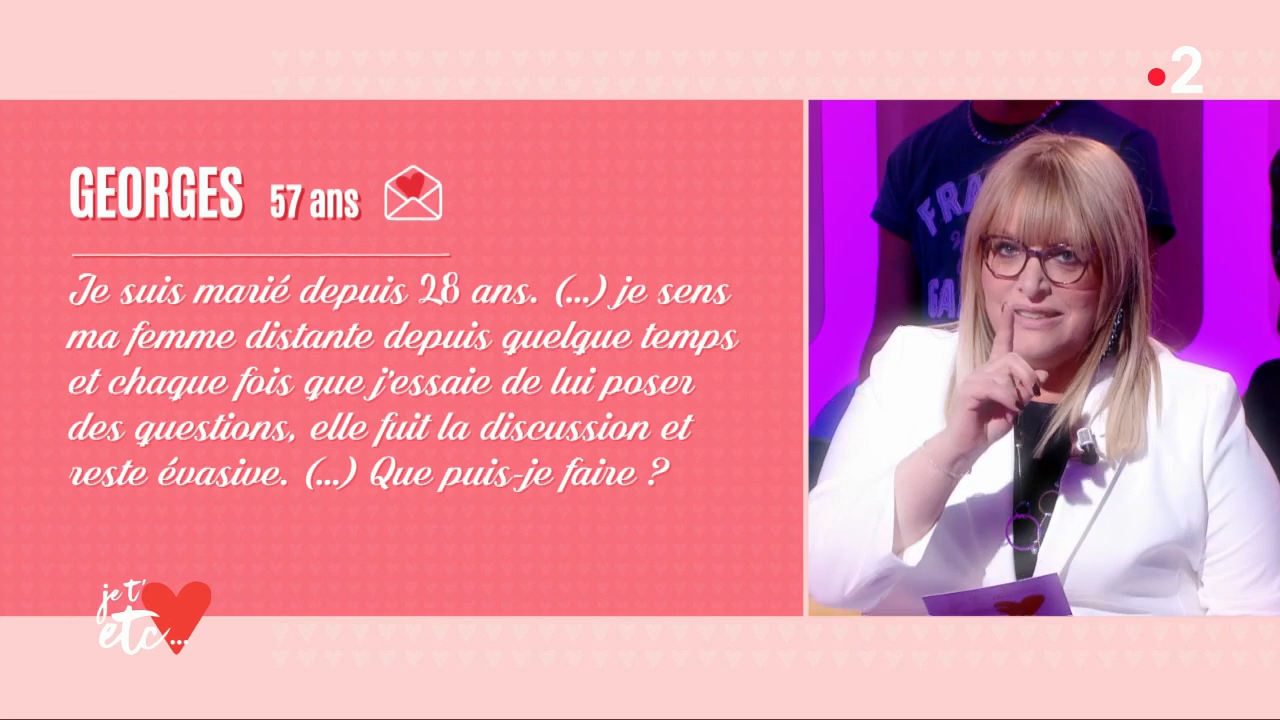 2
GEORGES 57 ans
Je suis marié depuis 28 ans. (...) je sens
ma femme distante depuis quelque temps
et chaque fois que j'essaie de lui poser
des questions, elle fuit la discussion et
reste évasive. (...) Que puis-je faire ?
je t'
etc...